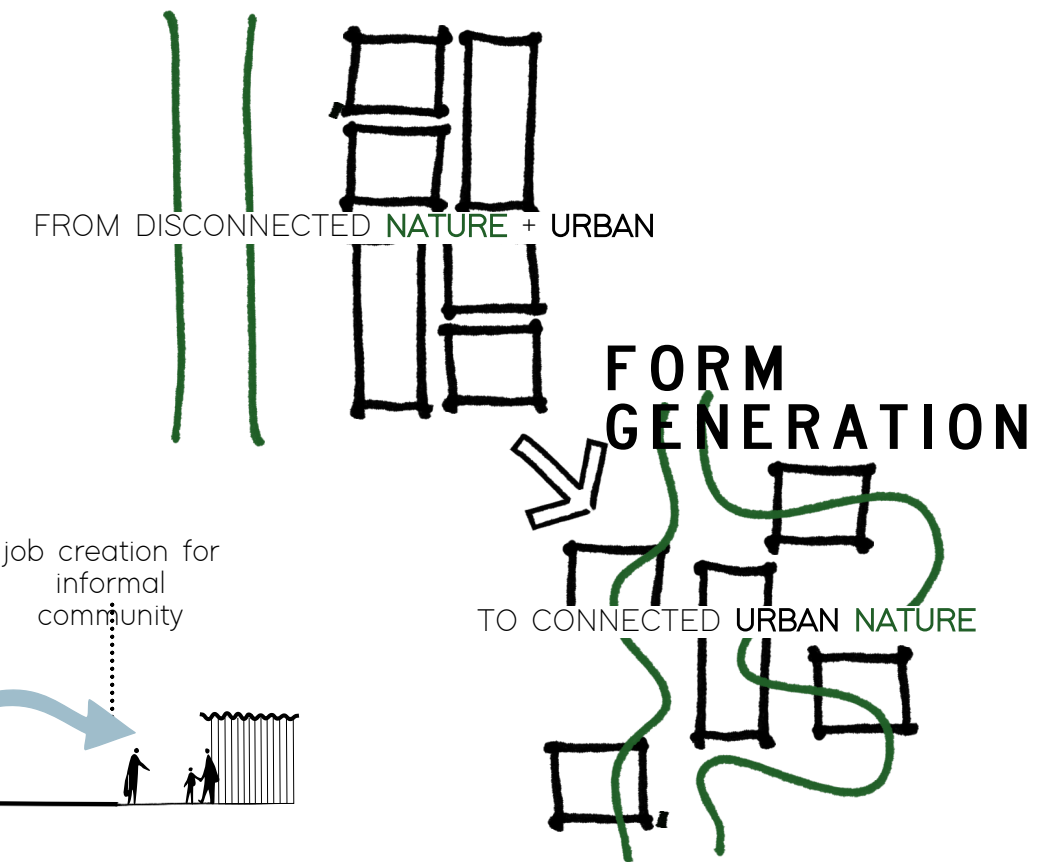 FROM DISCONNECTED NATURE + URBAN
FORM
GENERATION
job creation for
informal
community
TO CONNECTED URBAN NATURE